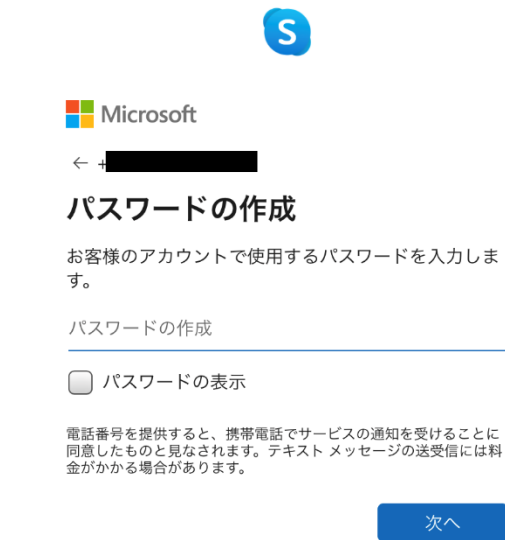 S
Microsoft
← +
パスワードの作成
お客様のアカウントで使用するパスワードを入力しま
す。
パスワードの作成
パスワードの表示
電話番号を提供すると、携帯電話でサービスの通知を受けることに
同意したものと見なされます。テキスト メッセージの送受信には料
金がかかる場合があります。
次へ